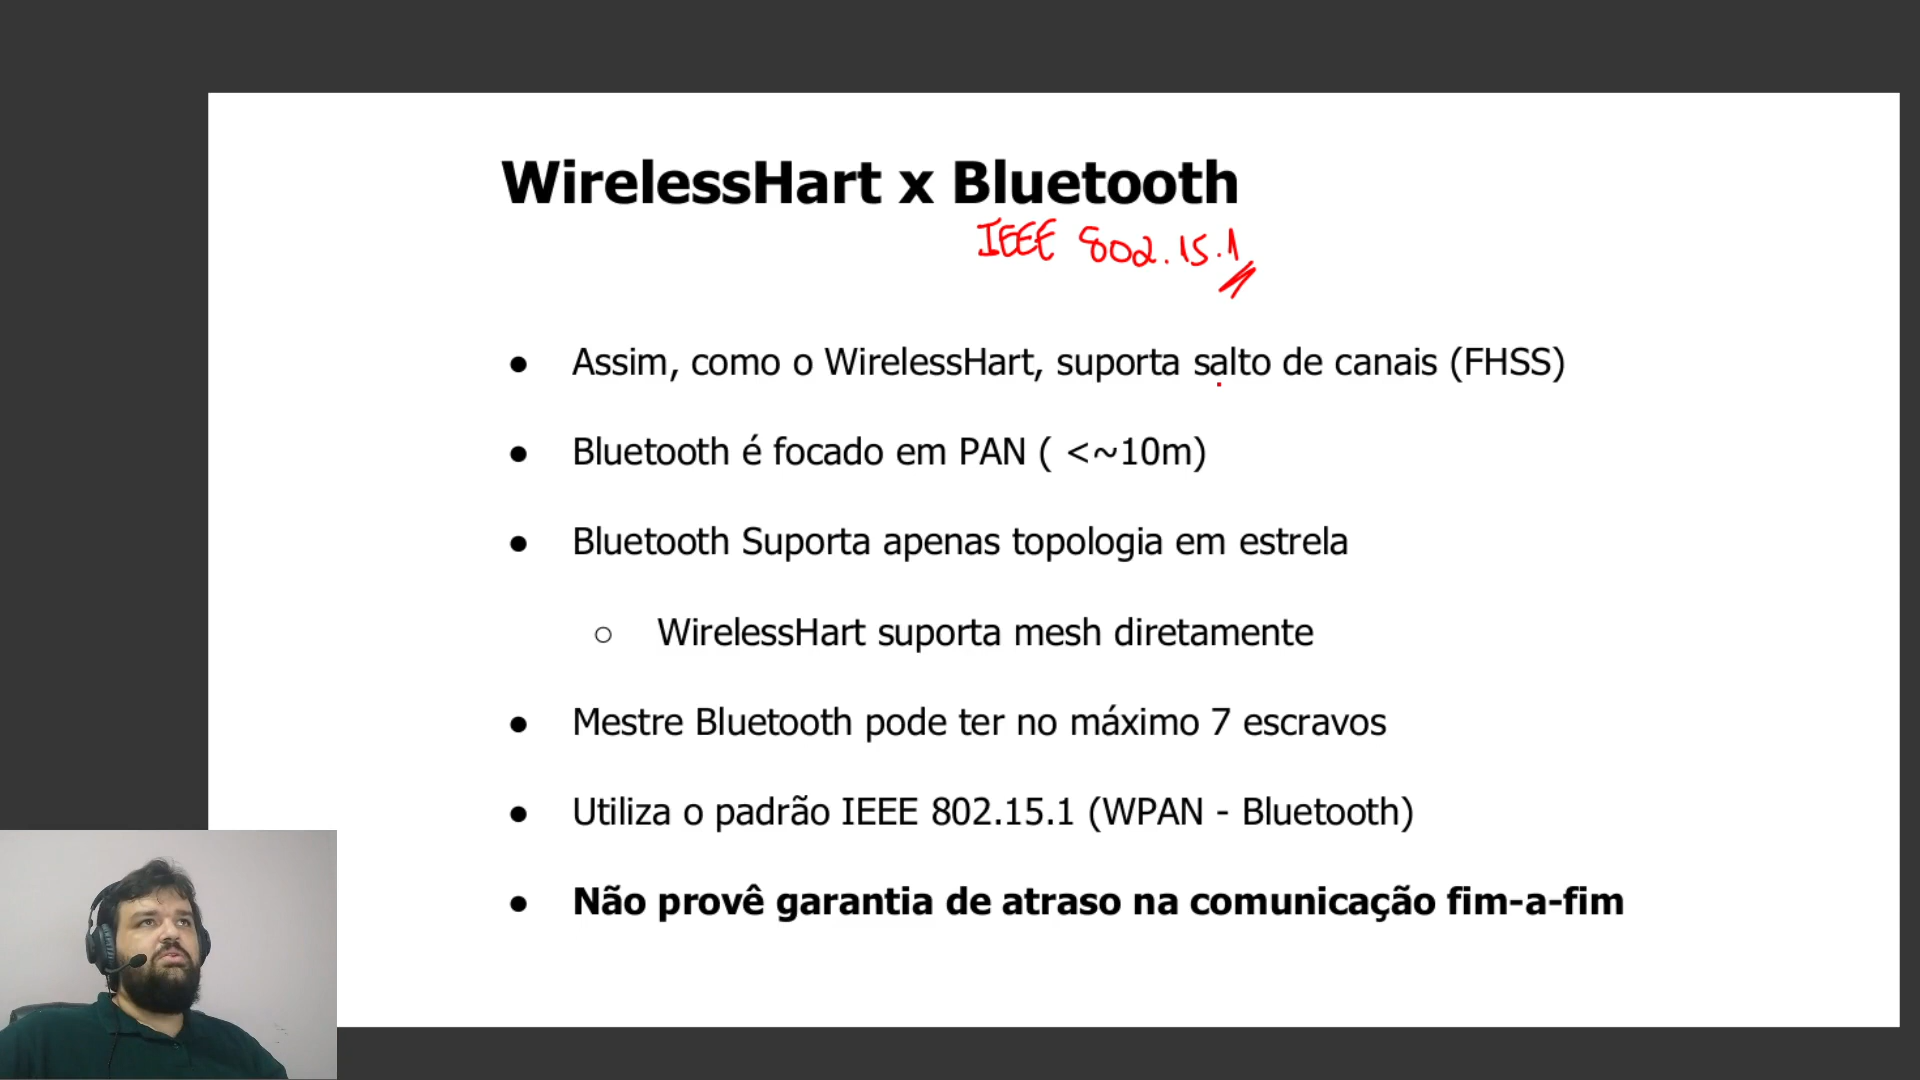 WirelessHart x Bluetooth
IEEE 802.15.1
● Assim, como o WirelessHart, suporta salto de canais (FHSS)
● Bluetooth é focado em PAN ( <~10m)
● Bluetooth Suporta apenas topologia em estrela
○ WirelessHart suporta mesh diretamente
● Mestre Bluetooth pode ter no máximo 7 escravos
● Utiliza o padrão IEEE 802.15.1 (WPAN - Bluetooth)
● Não provê garantia de atraso na comunicação fim-a-fim